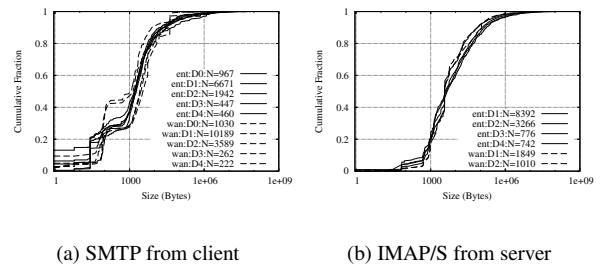 1
0.8
0.6
0.4
0.2
0
Cumulative Fraction
ent:D0:N=967
ent:D1:N=6671
ent:D2:N=1942
ent:D3:N=447
ent:D4:N=460
wan:D0:N=1030
wan:D1:N=10189
wan:D2:N=3589
wan:D3:N=262
wan:D4:N=222
1 1000 1e+06 1e+09
Size (Bytes)
(a) SMTP from client
1
0.8
0.6
0.4
0.2
0
Cumulative Fraction
ent:D1:N=8392
ent:D2:N=3266
ent:D3:N=776
ent:D4:N=742
wan:D1:N=1849
wan:D2:N=1010
1 1000 1e+06 1e+09
Size (Bytes)
(b) IMAP/S from server